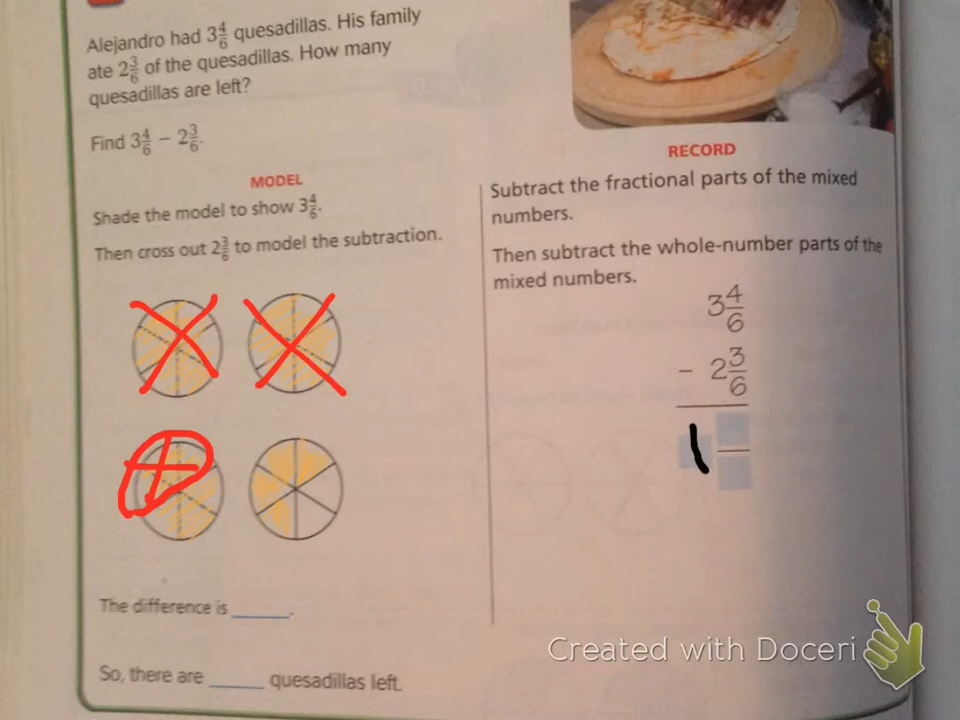 Alejandro had 3 4/6 quesadillas. His family
ate 2 3/6 of the quesadillas. How many
quesadillas are left?
Find 3 4/6 − 2 3/6.
MODEL
Shade the model to show 3 4/6.
Then cross out 2 3/6 to model the subtraction.
The difference is ______.
So, there are ______ quesadillas left.
RECORD
Subtract the fractional parts of the mixed
numbers.
Then subtract the whole-number parts of the
mixed numbers.
3 4/6
− 2 3/6
1
Created with Doceri